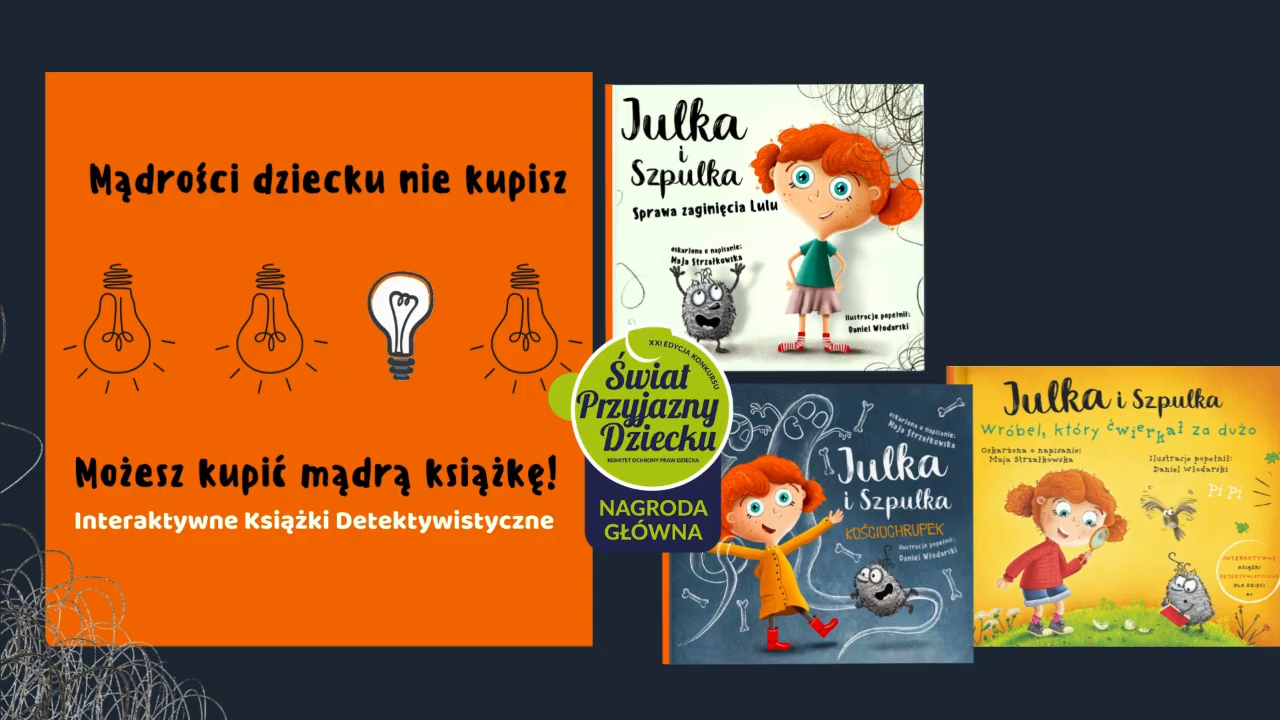 Mądrości dziecku nie kupisz
Możesz kupić mądrą książkę!
Interaktywne Książki Detektywistyczne
Julka
i
Szpulka
Sprawa zaginięcia Lulu
oskarżona o napisanie:
Maja Strzałkowska
ilustracje popełnił:
Daniel Włodarski
XXI EDYCJA KONKURSU
Świat
Przyjazny
Dziecku
KOMITET OCHRONY PRAW DZIECKA
NAGRODA
GŁÓWNA
oskarżona o napisanie:
Maja Strzałkowska
Julka
i Szpulka
KOŚCIOCHRUPEK
ilustracje popełnił:
Daniel Włodarski
Julka i Szpulka
Wróbel, który ćwierkał za dużo
Oskarżona o napisanie:
Maja Strzałkowska
Ilustracje popełnił:
Daniel Włodarski
Pi Pi
INTERAKTYWNE
KSIĄŻKI
DETEKTYWISTYCZNE
DLA DZIECI